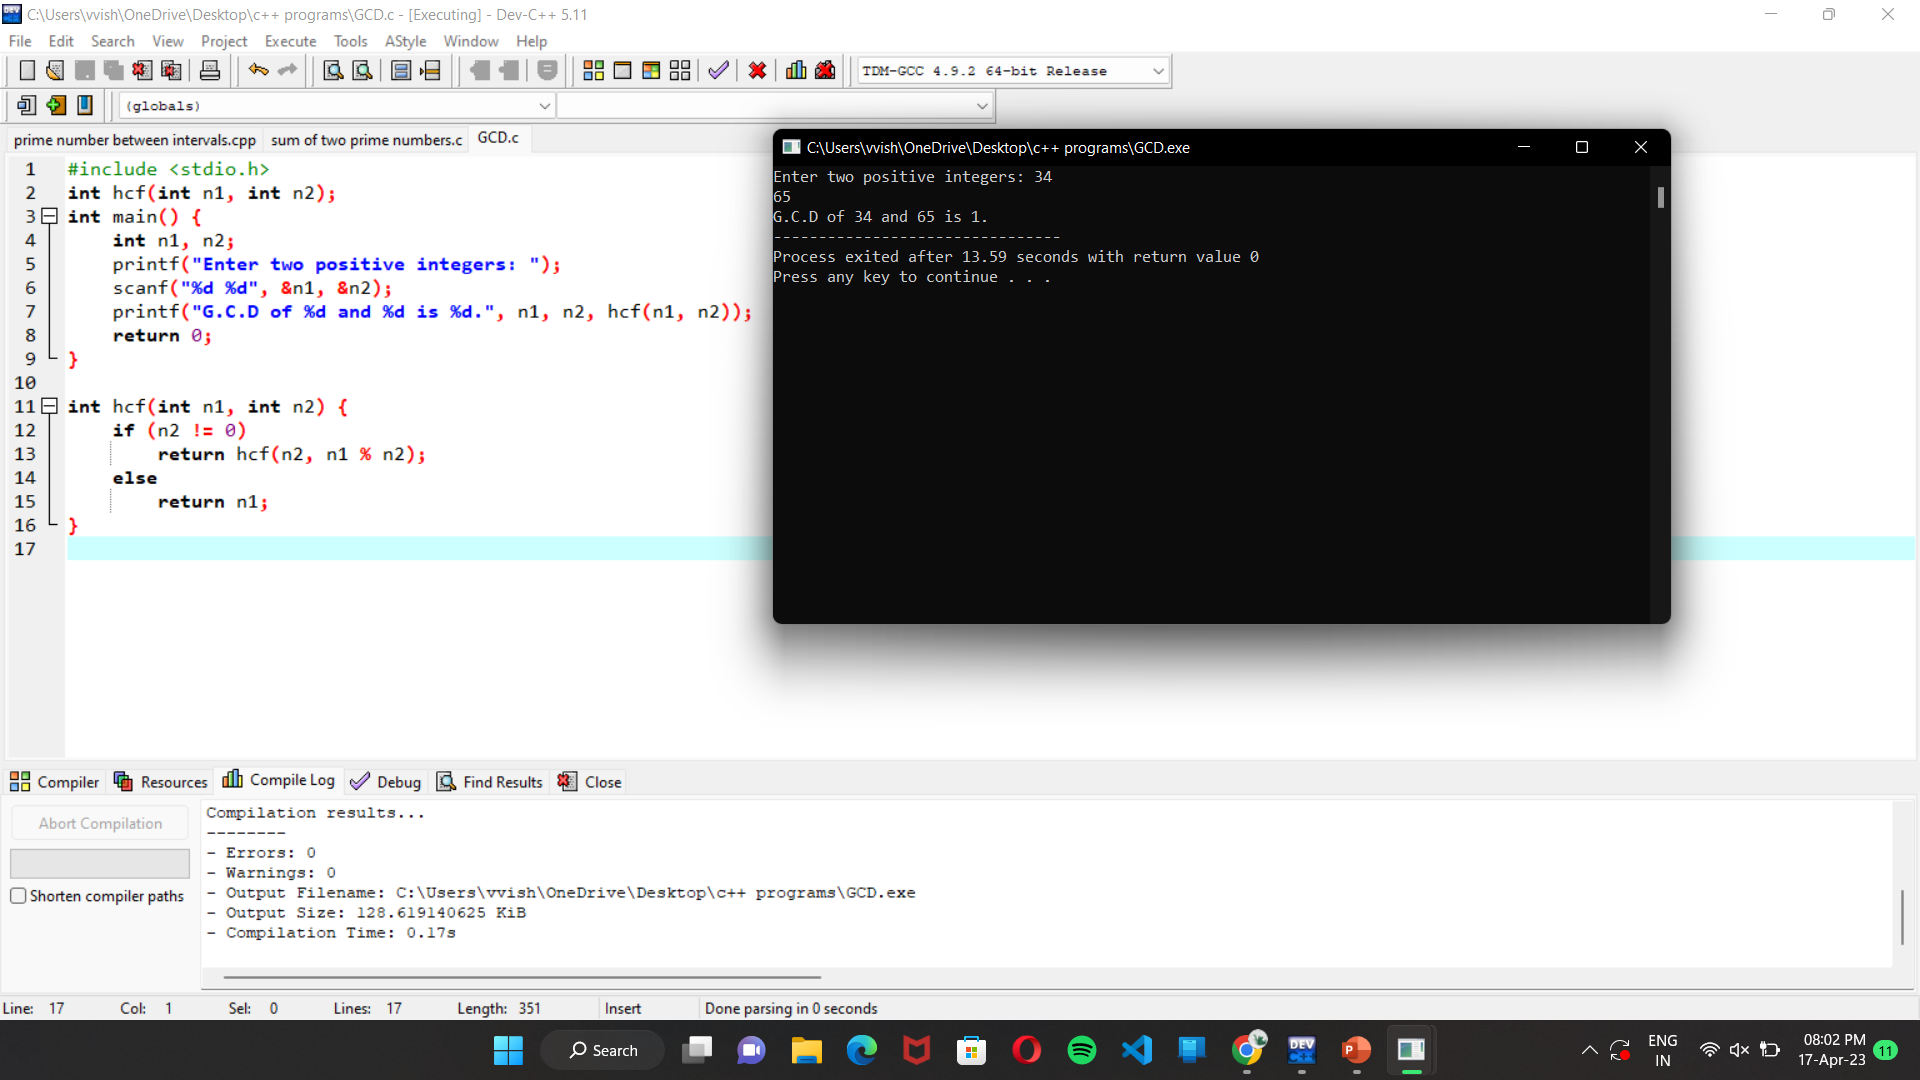 C:\Users\vvish\OneDrive\Desktop\c++ programs\GCD.c - [Executing] - Dev-C++ 5.11
File Edit Search View Project Execute Tools AStyle Window Help
TDM-GCC 4.9.2 64-bit Release
(globals)
prime number between intervals.cpp sum of two prime numbers.c GCD.c
1 #include <stdio.h>
2 int hcf(int n1, int n2);
3 int main() {
4 int n1, n2;
5 printf("Enter two positive integers: ");
6 scanf("%d %d", &n1, &n2);
7 printf("G.C.D of %d and %d is %d.", n1, n2, hcf(n1, n2));
8 return 0;
9 }
10
11 int hcf(int n1, int n2) {
12 if (n2 != 0)
13 return hcf(n2, n1 % n2);
14 else
15 return n1;
16 }
17
C:\Users\vvish\OneDrive\Desktop\c++ programs\GCD.exe
Enter two positive integers: 34
65
G.C.D of 34 and 65 is 1.
--------------------------------
Process exited after 13.59 seconds with return value 0
Press any key to continue . . .
Compiler Resources Compile Log Debug Find Results Close
Abort Compilation
Shorten compiler paths
Compilation results...
--------
- Errors: 0
- Warnings: 0
- Output Filename: C:\Users\vvish\OneDrive\Desktop\c++ programs\GCD.exe
- Output Size: 128.619140625 KiB
- Compilation Time: 0.17s
Line: 17 Col: 1 Sel: 0 Lines: 17 Length: 351 Insert Done parsing in 0 seconds
Search
DEV
C++
P
ENG
IN
08:02 PM
17-Apr-23
11